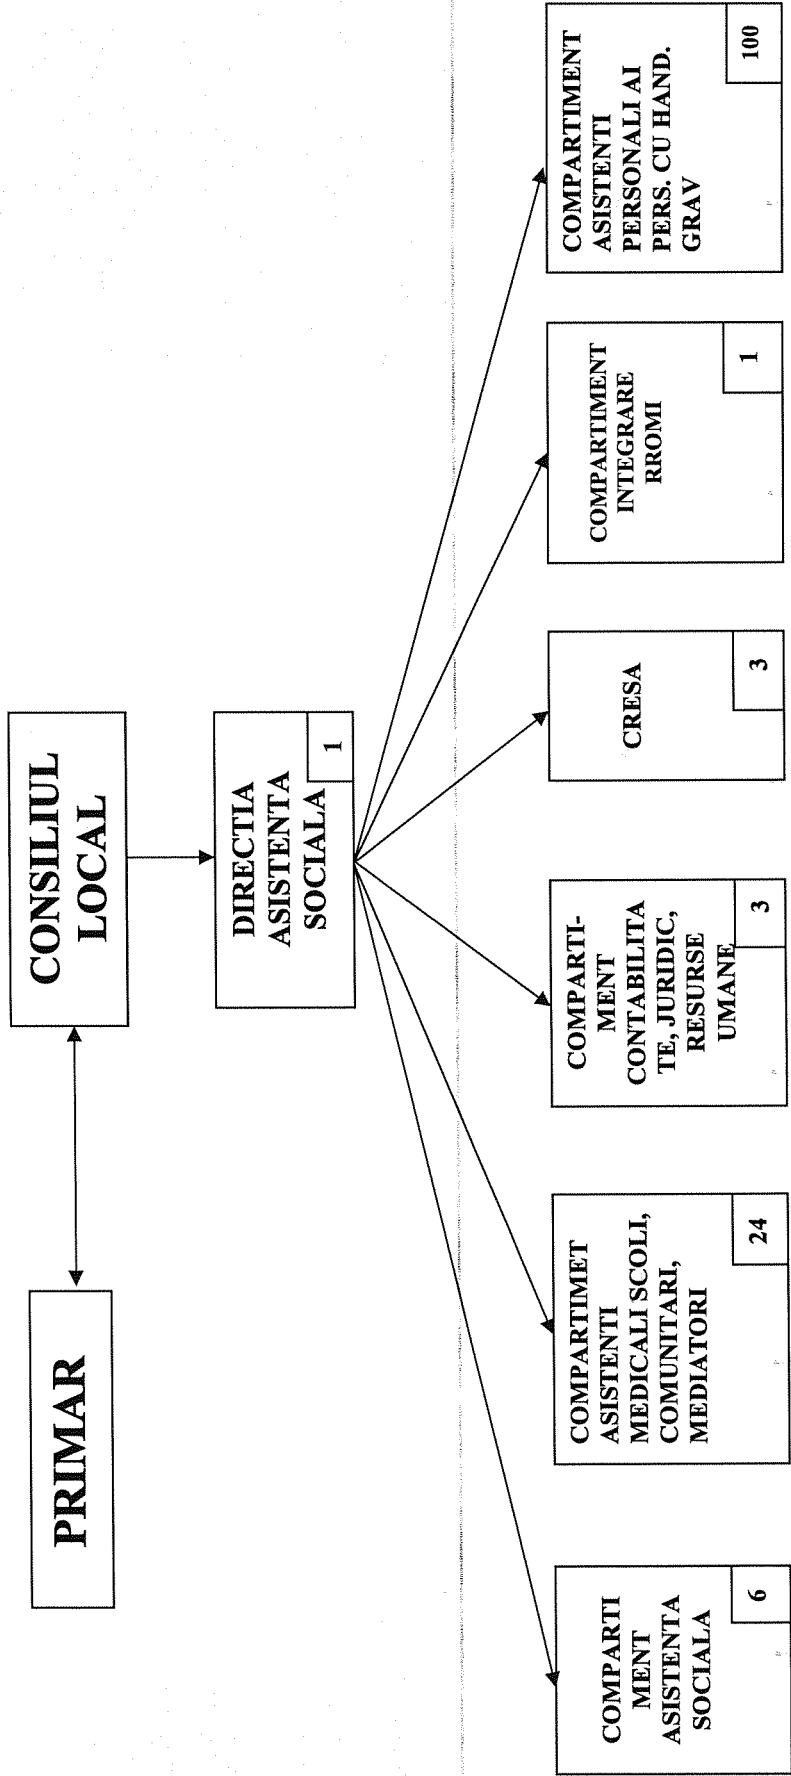 PRIMAR
CONSILIUL
LOCAL
DIRECTIA
ASISTENTA
SOCIALA
1
COMPARTI
MENT
ASISTENTA
SOCIALA
6
COMPARTIMET
ASISTENTI
MEDICALI SCOLI,
COMUNITARI,
MEDIATORI
24
COMPARTI-
MENT
CONTABILITA
TE, JURIDIC,
RESURSE
UMANE
3
CRESA
3
COMPARTIMENT
INTEGRARE
RROMI
1
COMPARTIMENT
ASISTENTI
PERSONALI AI
PERS. CU HAND.
GRAV
100